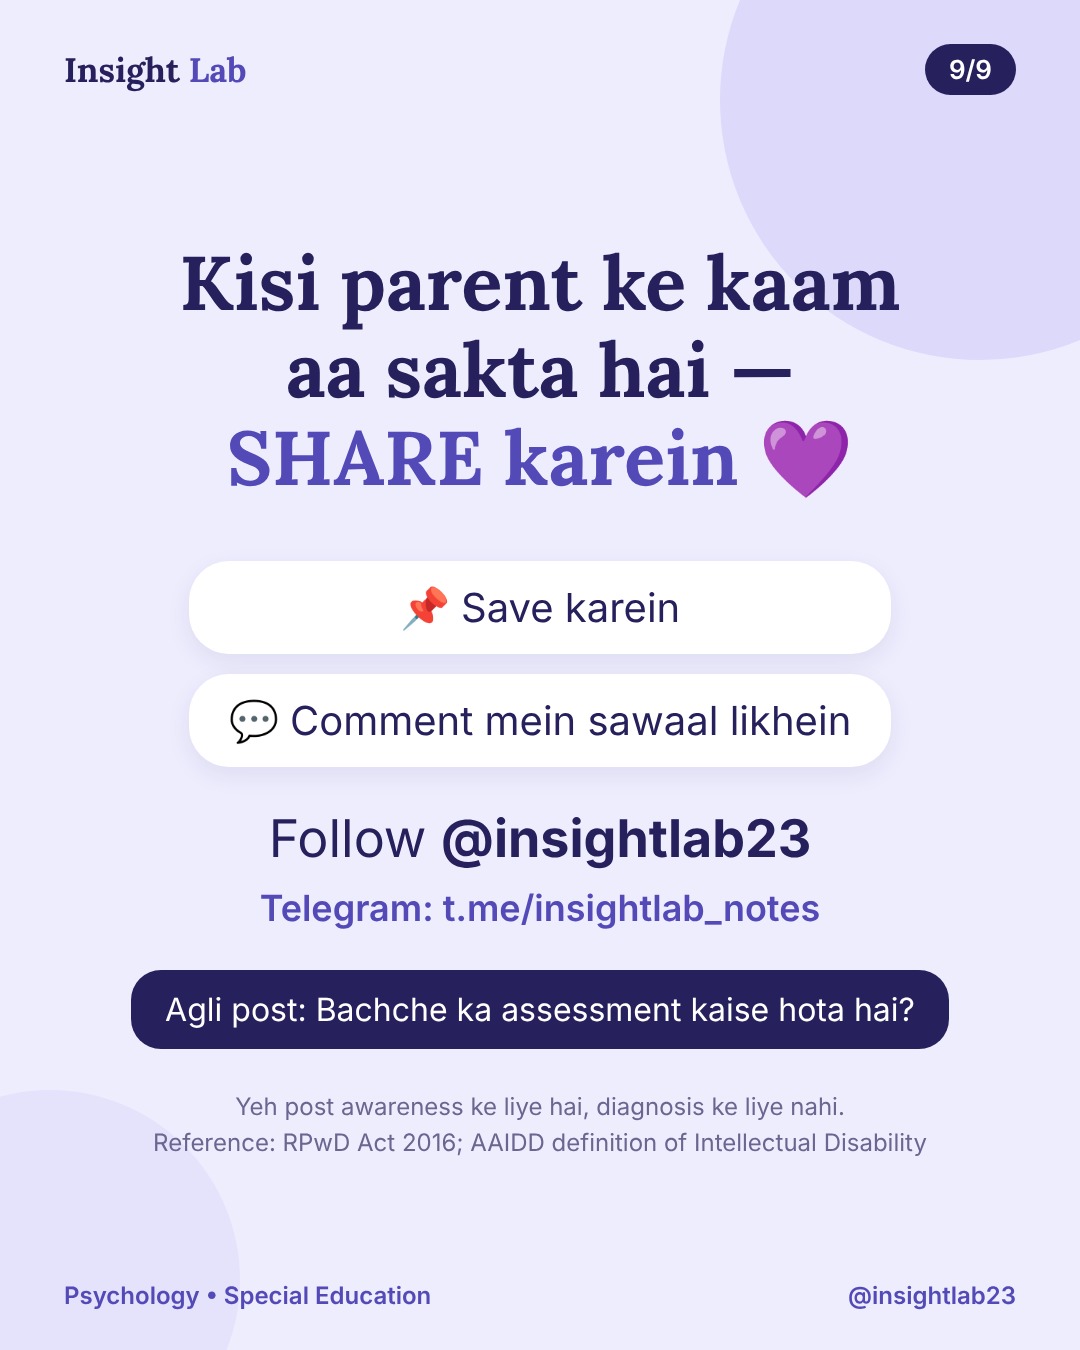 Insight Lab
9/9
Kisi parent ke kaam
aa sakta hai —
SHARE karein 💜
📌 Save karein
💬 Comment mein sawaal likhein
Follow @insightlab23
Telegram: t.me/insightlab_notes
Agli post: Bachche ka assessment kaise hota hai?
Yeh post awareness ke liye hai, diagnosis ke liye nahi.
Reference: RPwD Act 2016; AAIDD definition of Intellectual Disability
Psychology • Special Education
@insightlab23